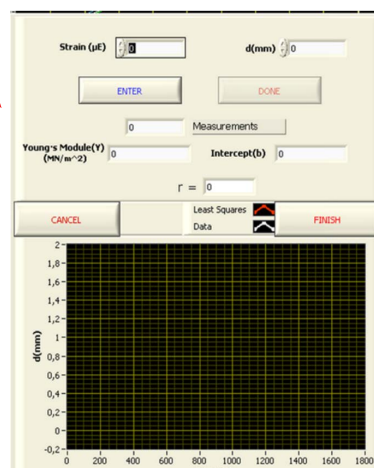 Strain (µE) 0 d(mm) 0
ENTER DONE
0 Measurements
Young's Module(Y) 0 Intercept(b) 0
(MN/m^2)
r = 0
CANCEL Least Squares FINISH
Data
d(mm)
2
1,8
1,6
1,4
1,2
1
0,8
0,6
0,4
0,2
0
-0,2
0 200 400 600 800 1000 1200 1400 1600 1800